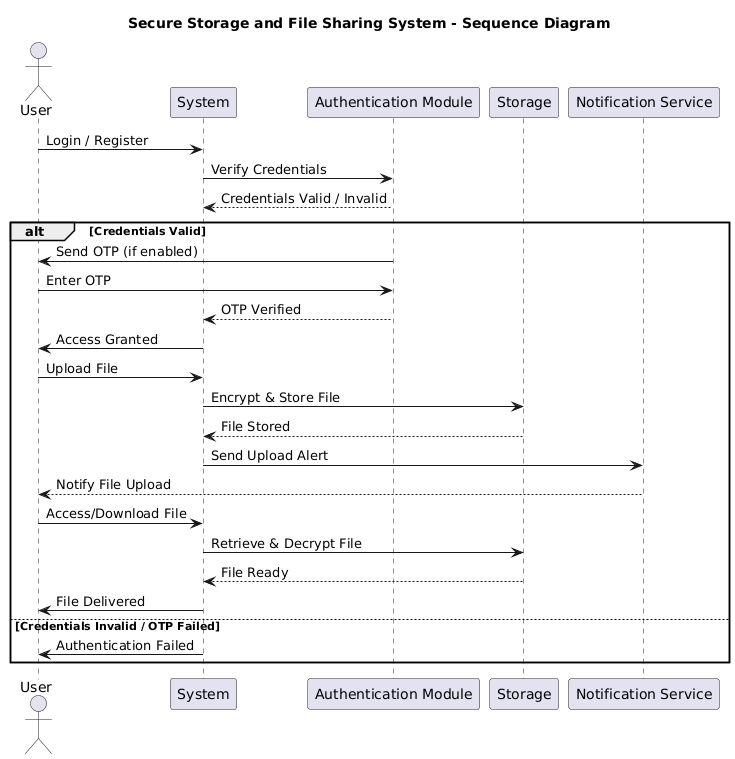 Secure Storage and File Sharing System - Sequence Diagram
User
System
Authentication Module
Storage
Notification Service
Login / Register
Verify Credentials
Credentials Valid / Invalid
alt
[Credentials Valid]
Send OTP (if enabled)
Enter OTP
OTP Verified
Access Granted
Upload File
Encrypt & Store File
File Stored
Send Upload Alert
Notify File Upload
Access/Download File
Retrieve & Decrypt File
File Ready
File Delivered
[Credentials Invalid / OTP Failed]
Authentication Failed
User
System
Authentication Module
Storage
Notification Service